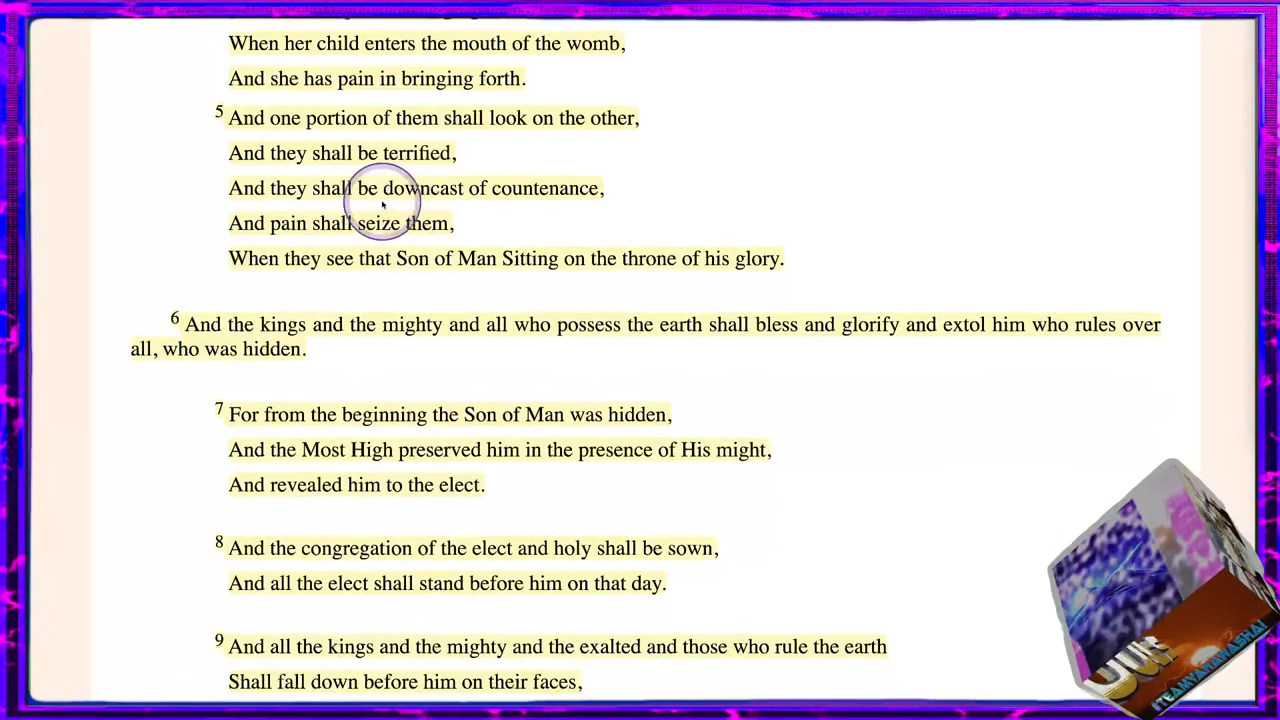 When her child enters the mouth of the womb,
And she has pain in bringing forth.
5 And one portion of them shall look on the other,
And they shall be terrified,
And they shall be downcast of countenance,
And pain shall seize them,
When they see that Son of Man Sitting on the throne of his glory.
6 And the kings and the mighty and all who possess the earth shall bless and glorify and extol him who rules over
all, who was hidden.
7 For from the beginning the Son of Man was hidden,
And the Most High preserved him in the presence of His might,
And revealed him to the elect.
8 And the congregation of the elect and holy shall be sown,
And all the elect shall stand before him on that day.
9 And all the kings and the mighty and the exalted and those who rule the earth
Shall fall down before him on their faces,